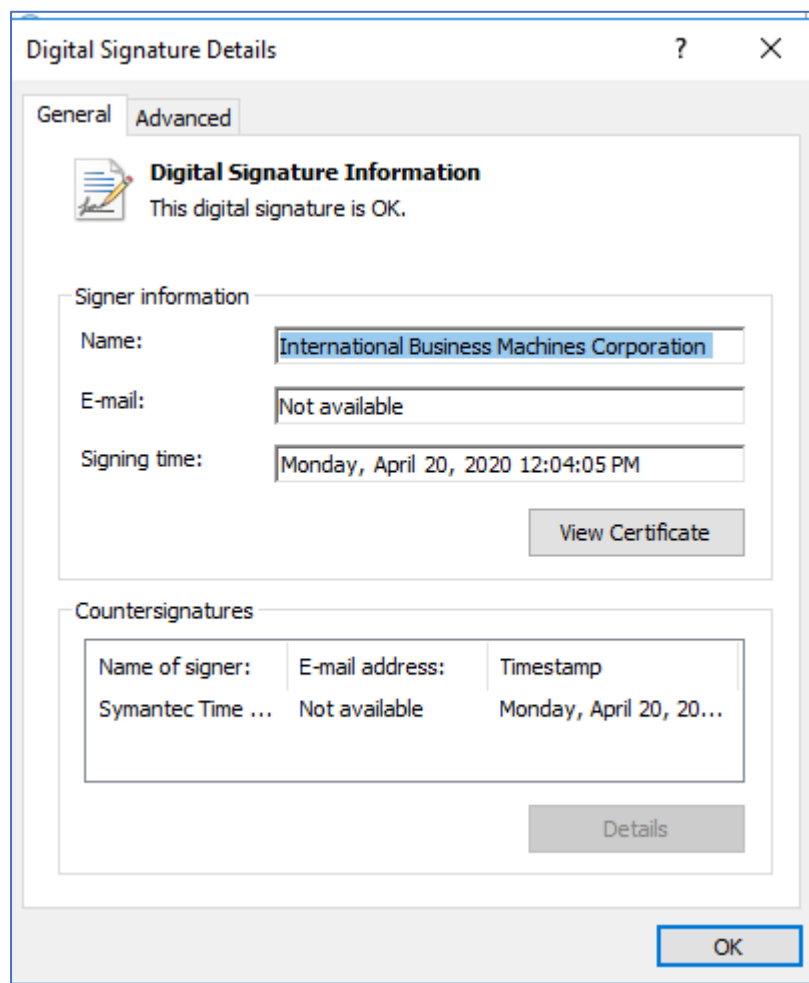 Digital Signature Details ? X
General Advanced
Digital Signature Information
This digital signature is OK.
Signer information
Name: International Business Machines Corporation
E-mail: Not available
Signing time: Monday, April 20, 2020 12:04:05 PM
View Certificate
Countersignatures
Name of signer: E-mail address: Timestamp
Symantec Time ... Not available Monday, April 20, 20...
Details
OK